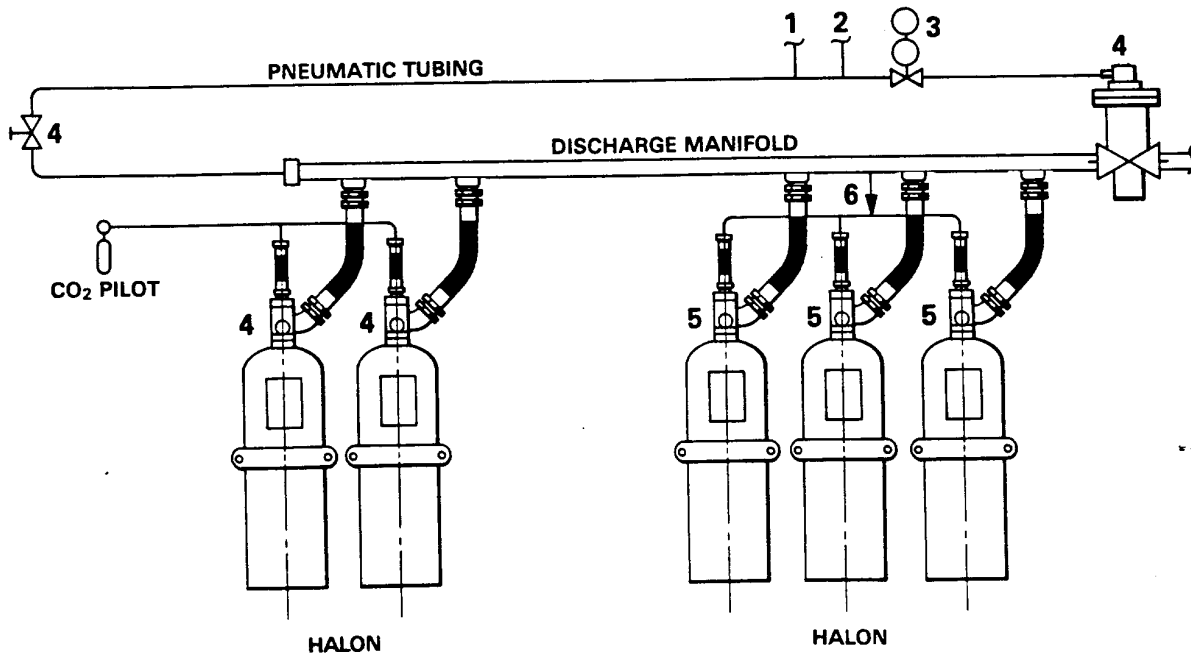 1 2 3
4
PNEUMATIC TUBING
4
DISCHARGE MANIFOLD
6
CO₂ PILOT
4 4 5 5 5
HALON HALON